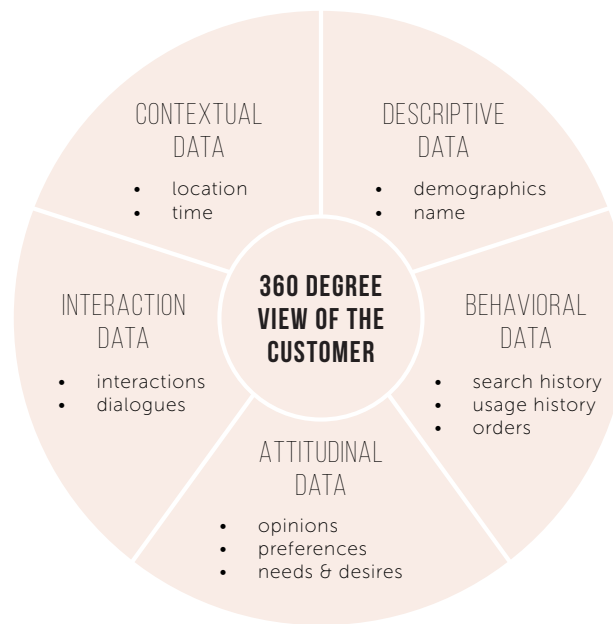 CONTEXTUAL
DATA
• location
• time
DESCRIPTIVE
DATA
• demographics
• name
360 DEGREE
VIEW OF THE
CUSTOMER
INTERACTION
DATA
• interactions
• dialogues
BEHAVIORAL
DATA
• search history
• usage history
• orders
ATTITUDINAL
DATA
• opinions
• preferences
• needs & desires